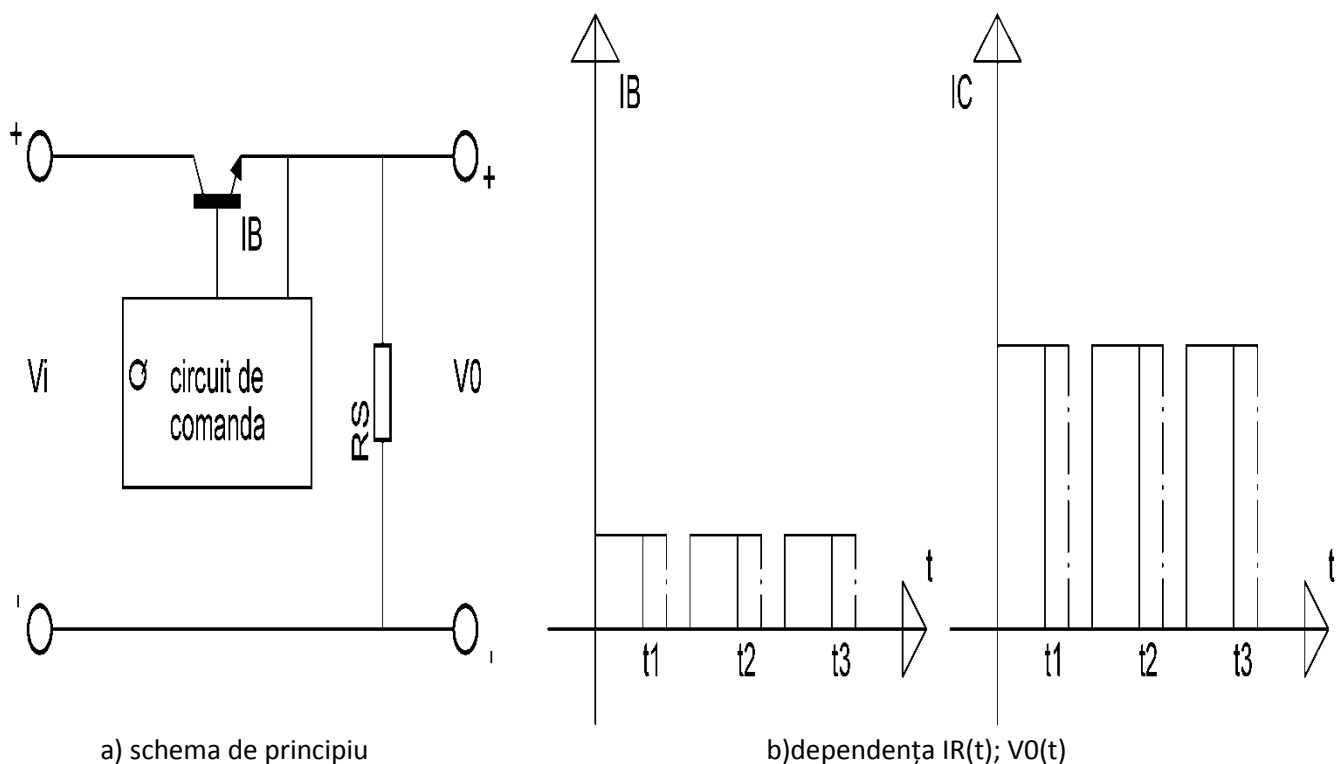 +
IB
Vi
Q
circuit de
comanda
RS
V0
+
-
-
IB
t
t1
t2
t3
IC
t
t1
t2
t3
a) schema de principiu
b)dependența IR(t); V0(t)